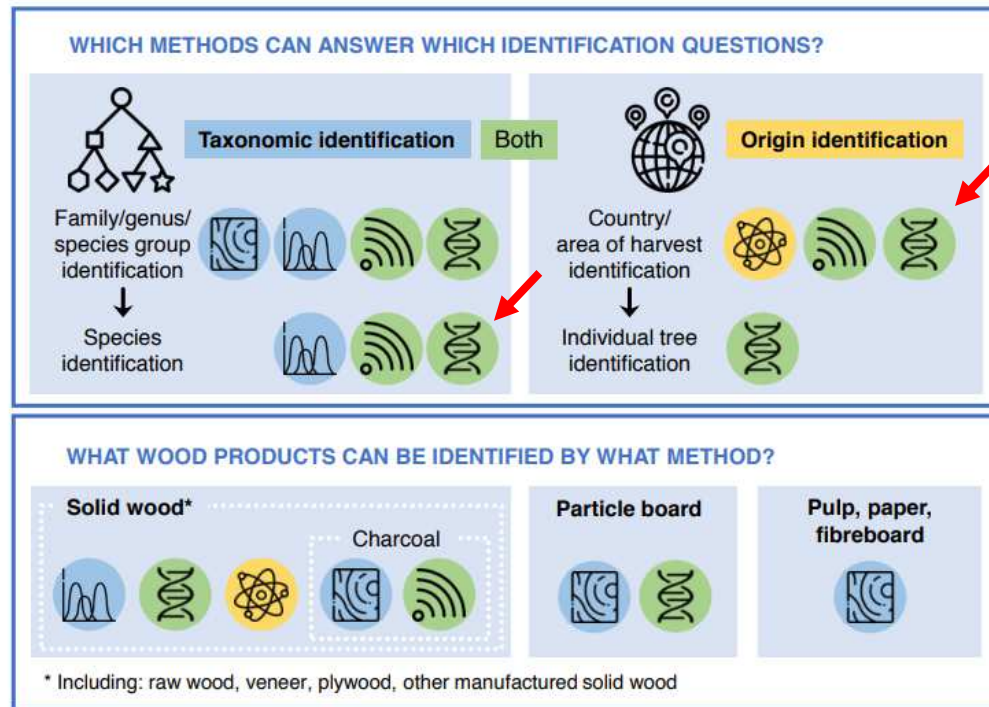 WHICH METHODS CAN ANSWER WHICH IDENTIFICATION QUESTIONS?
Taxonomic identification
Both
Origin identification
Family/genus/
species group
identification
Species
identification
Country/
area of harvest
identification
Individual tree
identification
WHAT WOOD PRODUCTS CAN BE IDENTIFIED BY WHAT METHOD?
Solid wood*
Charcoal
Particle board
Pulp, paper,
fibreboard
* Including: raw wood, veneer, plywood, other manufactured solid wood